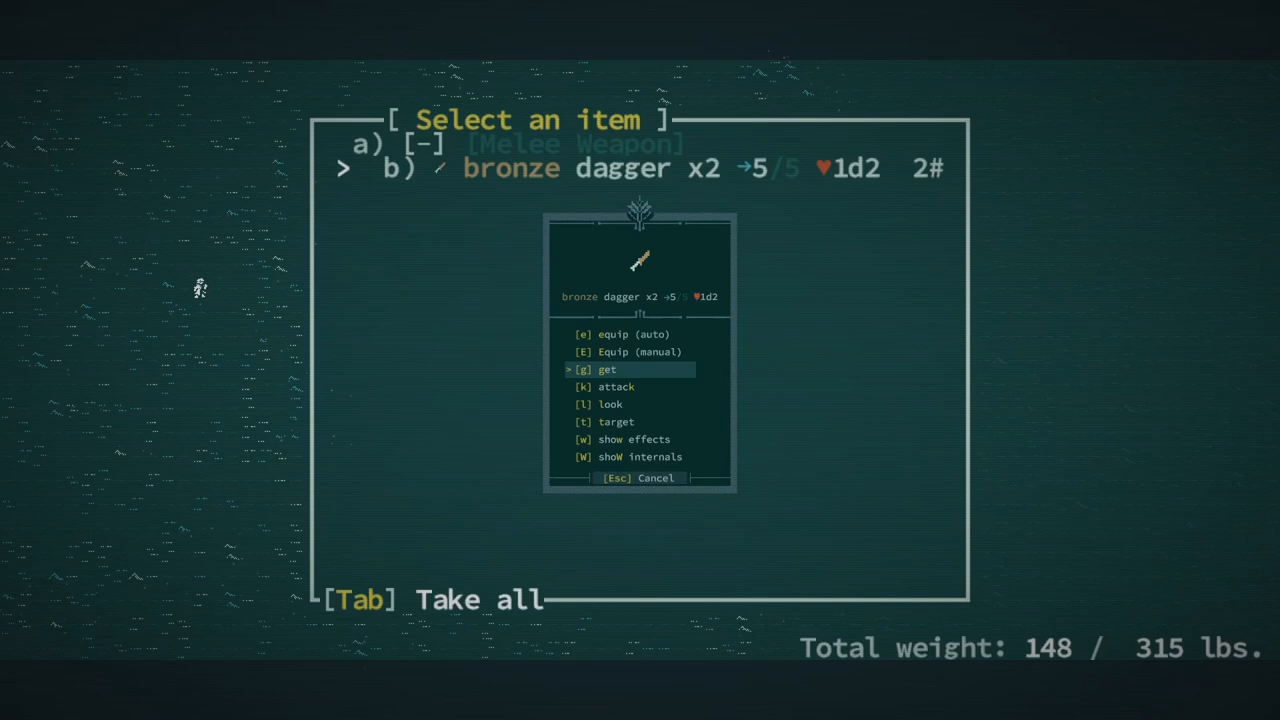 [ Select an item ]
a) [-] [Melee Weapon]
> b) bronze dagger x2 →5/5 ♥1d2 2#
bronze dagger x2 →5/5 ♥1d2
[e] equip (auto)
[E] Equip (manual)
>[g] get
[k] attack
[l] look
[t] target
[w] show effects
[W] shoW internals
[Esc] Cancel
[Tab] Take all
Total weight: 148 / 315 lbs.